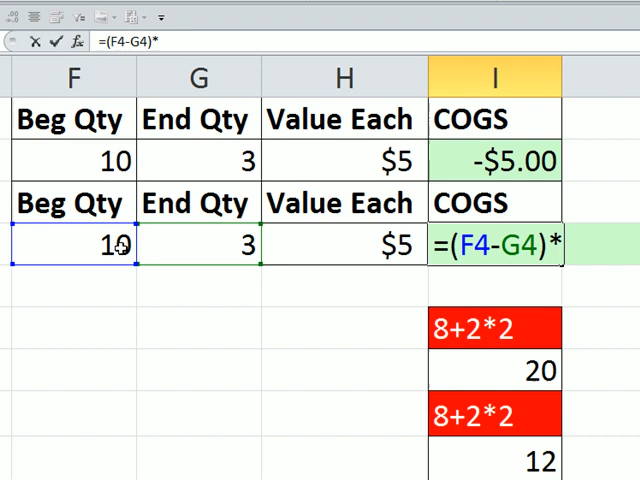 =(F4-G4)*
F G H I
Beg Qty End Qty Value Each COGS
10 3 $5 -$5.00
Beg Qty End Qty Value Each COGS
10 3 $5 =(F4-G4)*
8+2*2
20
8+2*2
12